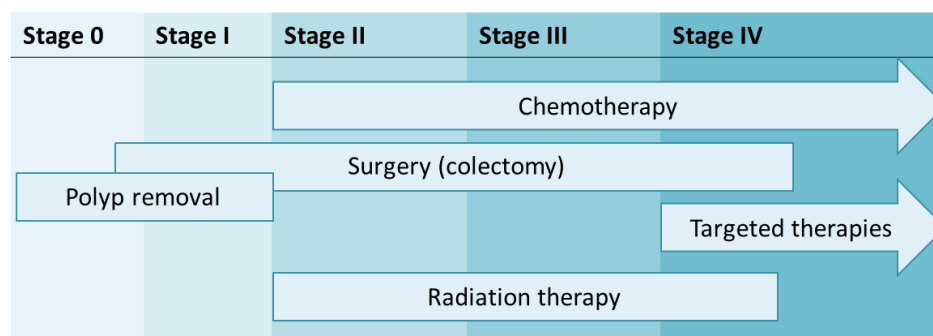 Stage 0 Stage I Stage II Stage III Stage IV
Chemotherapy
Surgery (colectomy)
Polyp removal
Targeted therapies
Radiation therapy